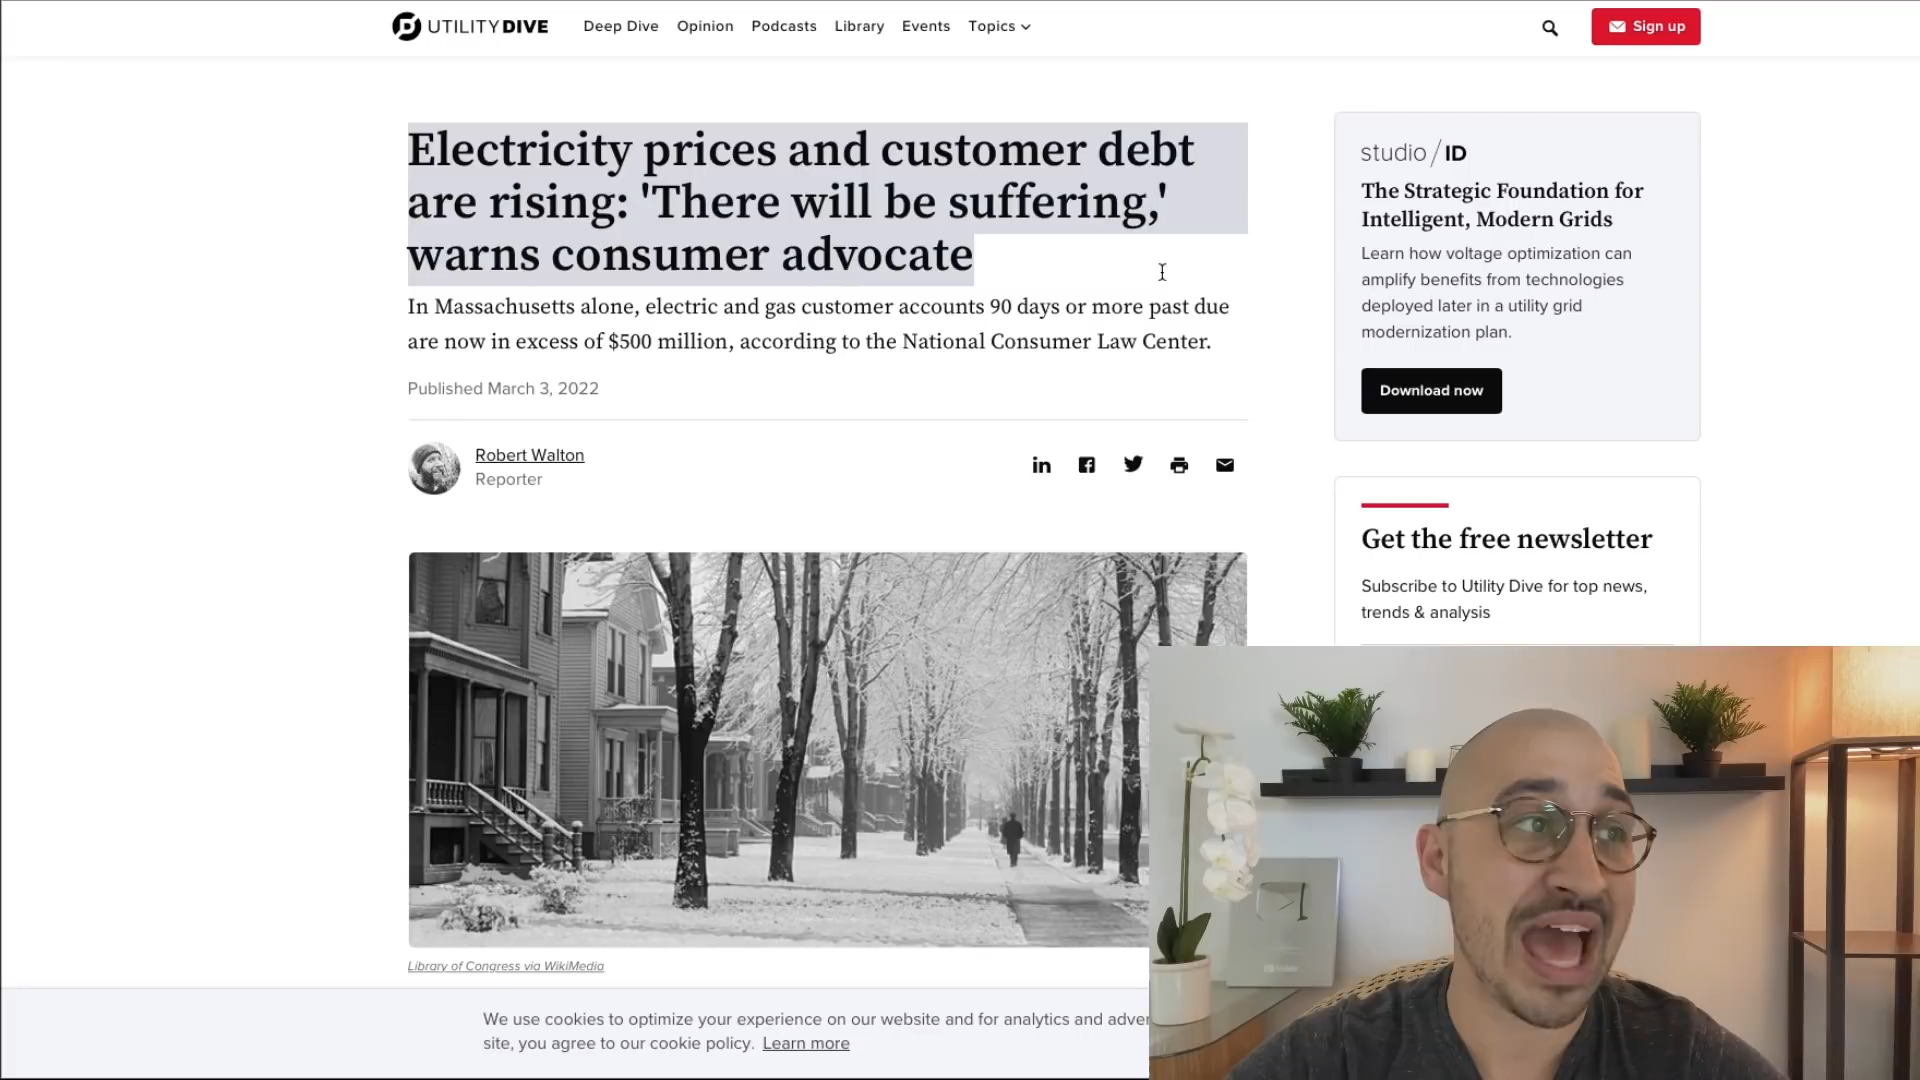 UTILITY DIVE
Deep Dive
Opinion
Podcasts
Library
Events
Topics
Sign up
Electricity prices and customer debt
are rising: 'There will be suffering,'
warns consumer advocate
In Massachusetts alone, electric and gas customer accounts 90 days or more past due
are now in excess of $500 million, according to the National Consumer Law Center.
Published March 3, 2022
Robert Walton
Reporter
Library of Congress via WikiMedia
studio / ID
The Strategic Foundation for
Intelligent, Modern Grids
Learn how voltage optimization can
amplify benefits from technologies
deployed later in a utility grid
modernization plan.
Download now
Get the free newsletter
Subscribe to Utility Dive for top news,
trends & analysis
We use cookies to optimize your experience on our website and for analytics and adver
site, you agree to our cookie policy. Learn more